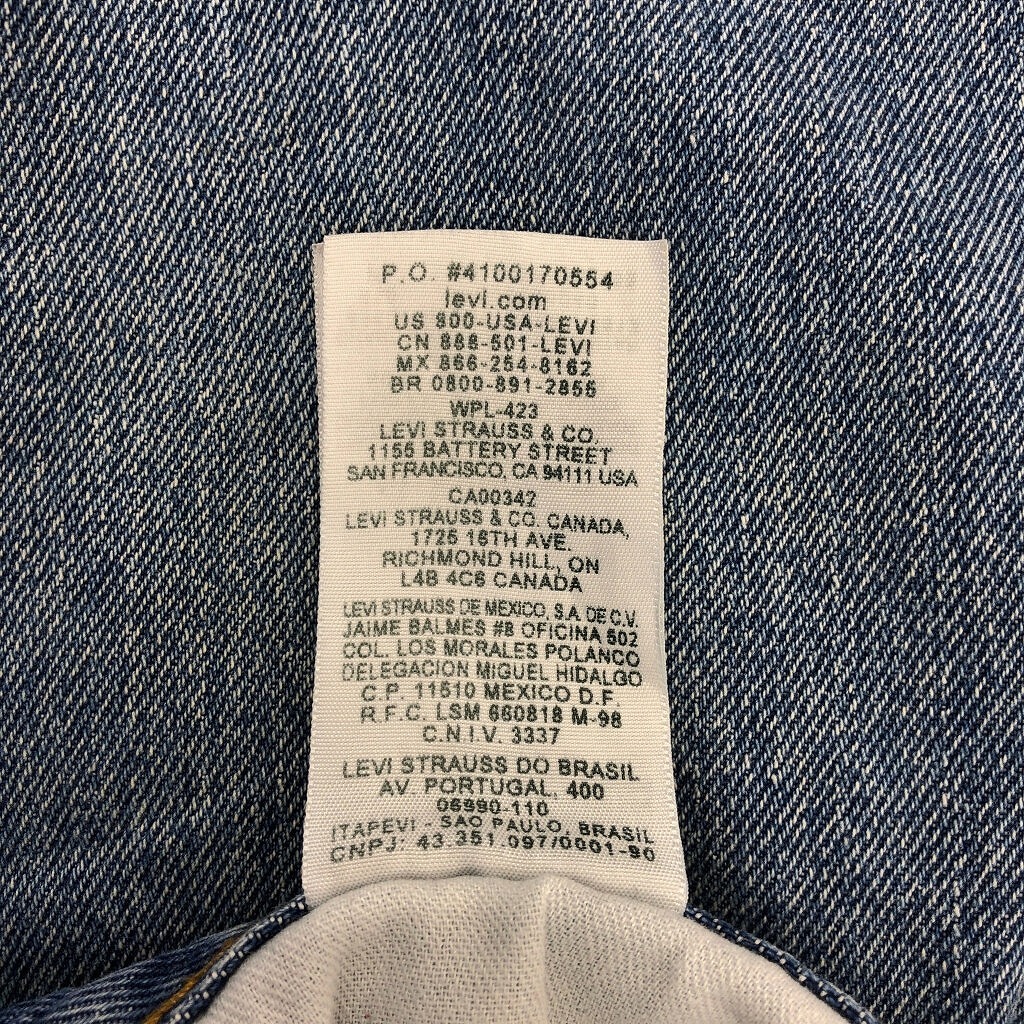 P.O. #4100170554
levi.com
US 800-USA-LEVI
CN 888-501-LEVI
MX 866-254-8162
BR 0800-891-2855
WPL-423
LEVI STRAUSS & CO.
1155 BATTERY STREET
SAN FRANCISCO, CA 94111 USA
CA00342
LEVI STRAUSS & CO. CANADA,
1725 16TH AVE.
RICHMOND HILL, ON
L4B 4C6 CANADA
LEVI STRAUSS DE MEXICO, S.A. DE C.V.
JAIME BALMES #8 OFICINA 502
COL. LOS MORALES POLANCO
DELEGACION MIGUEL HIDALGO
C.P. 11510 MEXICO D.F.
R.F.C. LSM 660818 M-98
C.N.I.V. 3337
LEVI STRAUSS DO BRASIL
AV. PORTUGAL, 400
06690-110
ITAPEVI - SAO PAULO, BRASIL
CNPJ: 43.351.097/0001-90